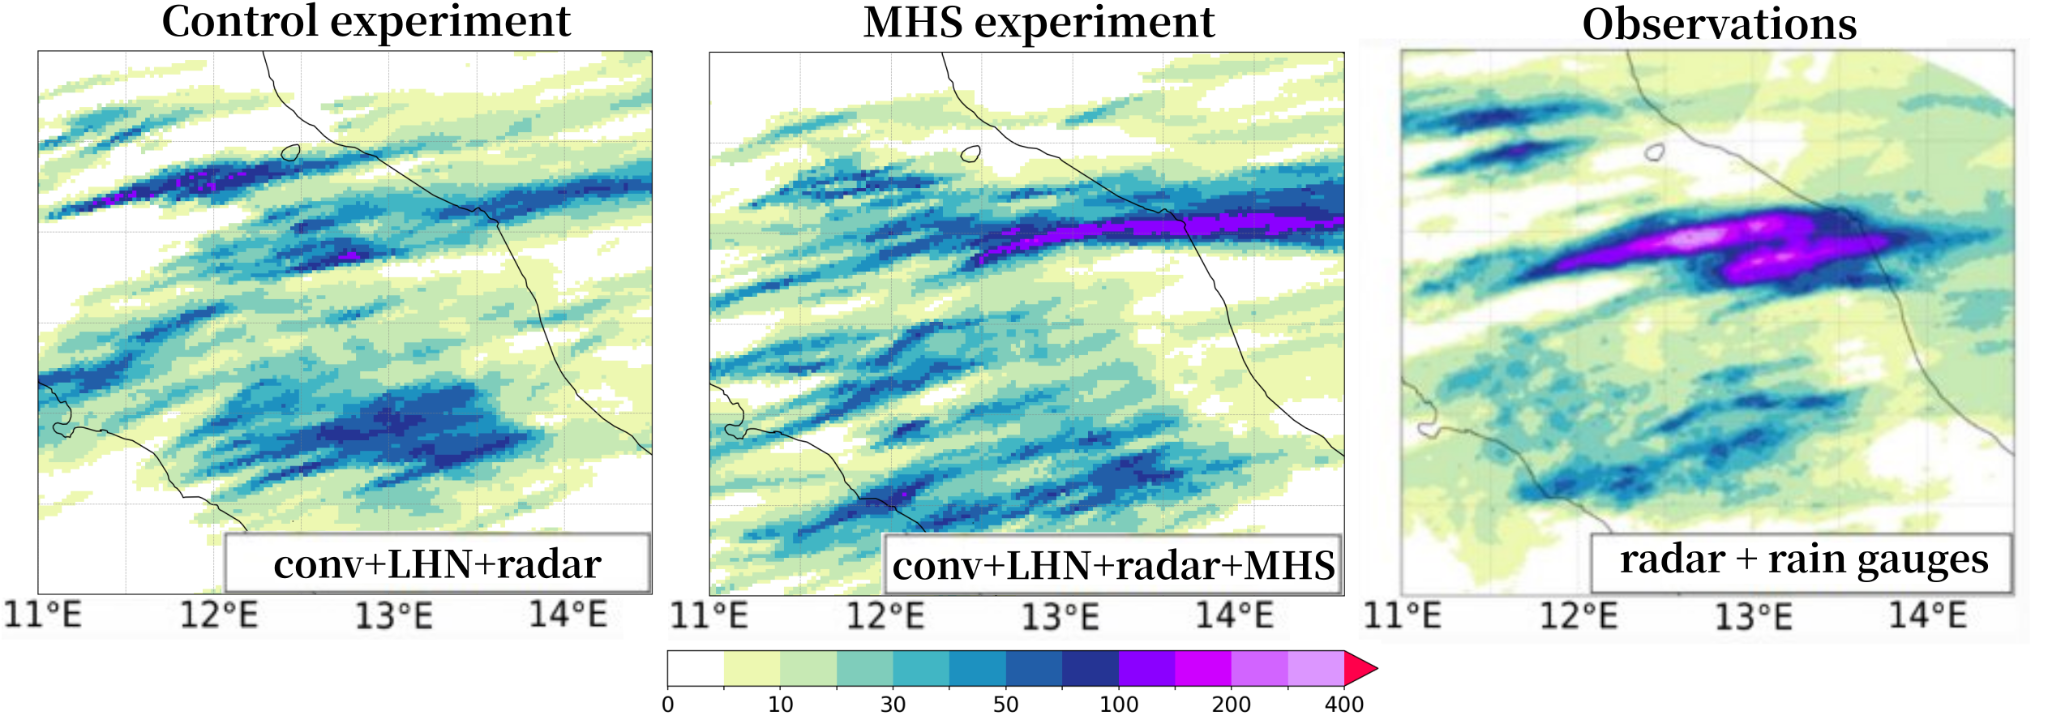 Control experiment
MHS experiment
Observations
conv+LHN+radar
conv+LHN+radar+MHS
radar + rain gauges
11°E 12°E 13°E 14°E
11°E 12°E 13°E 14°E
11°E 12°E 13°E 14°E
0 10 30 50 100 200 400